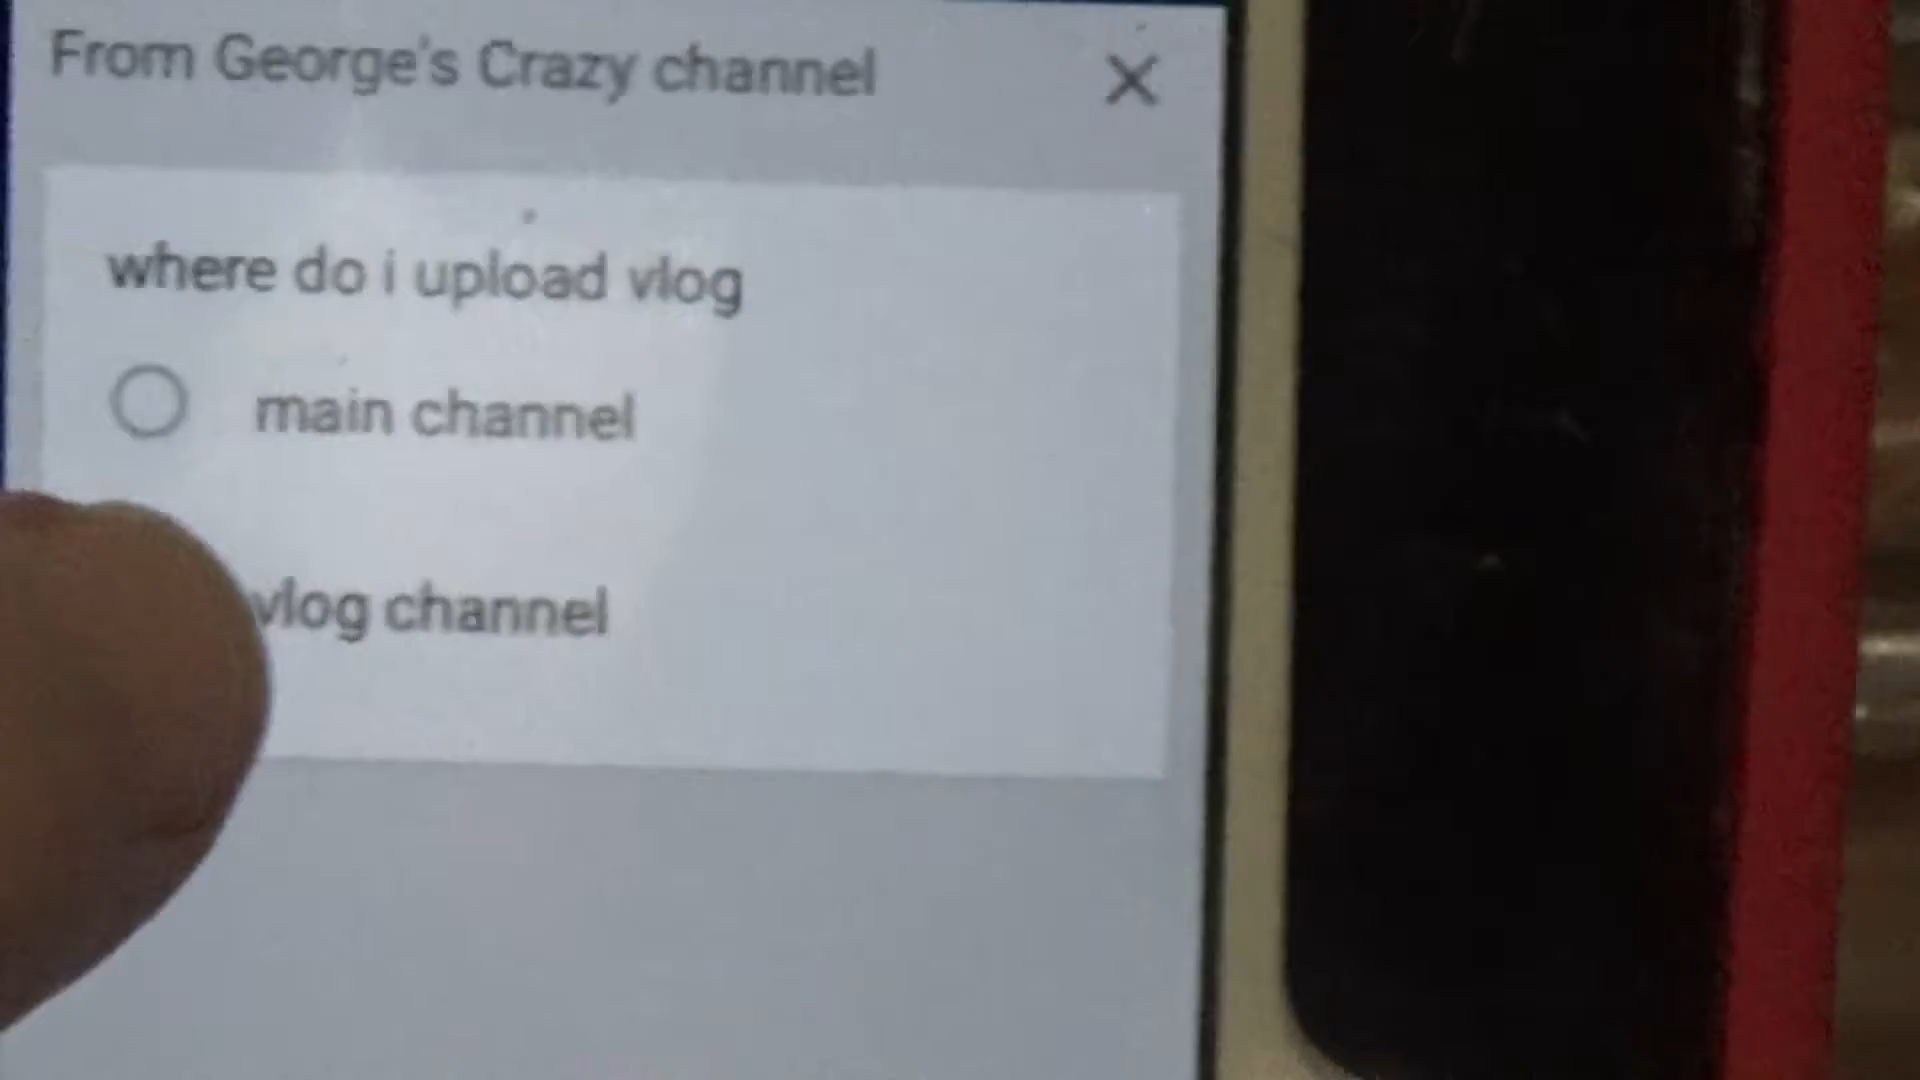 From George's Crazy channel
where do i upload vlog
main channel
vlog channel